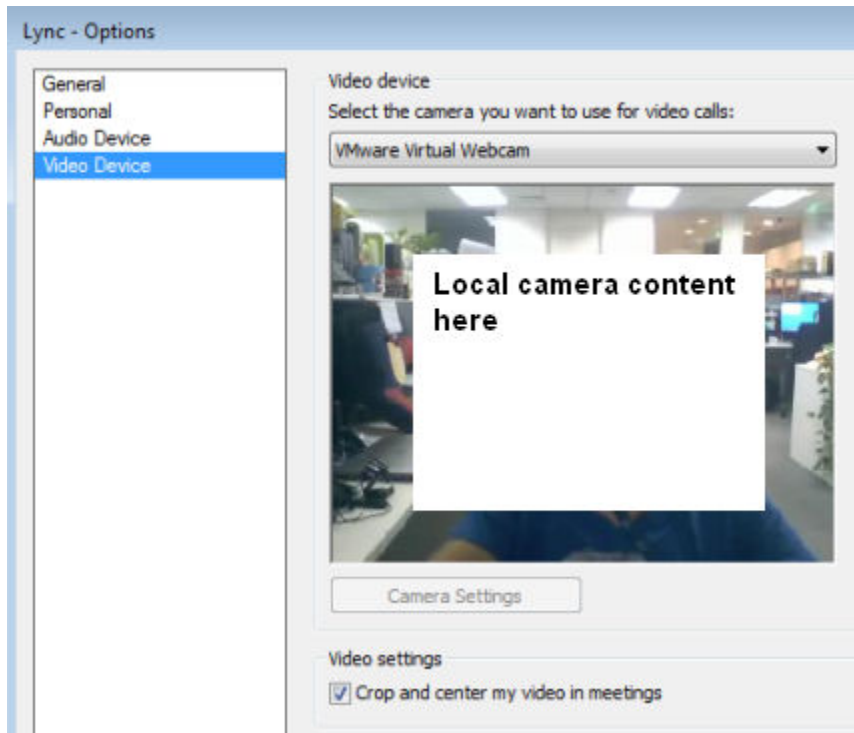 Lync - Options
General
Personal
Audio Device
Video Device
Video device
Select the camera you want to use for video calls:
VMware Virtual Webcam
Local camera content
here
Camera Settings
Video settings
Crop and center my video in meetings